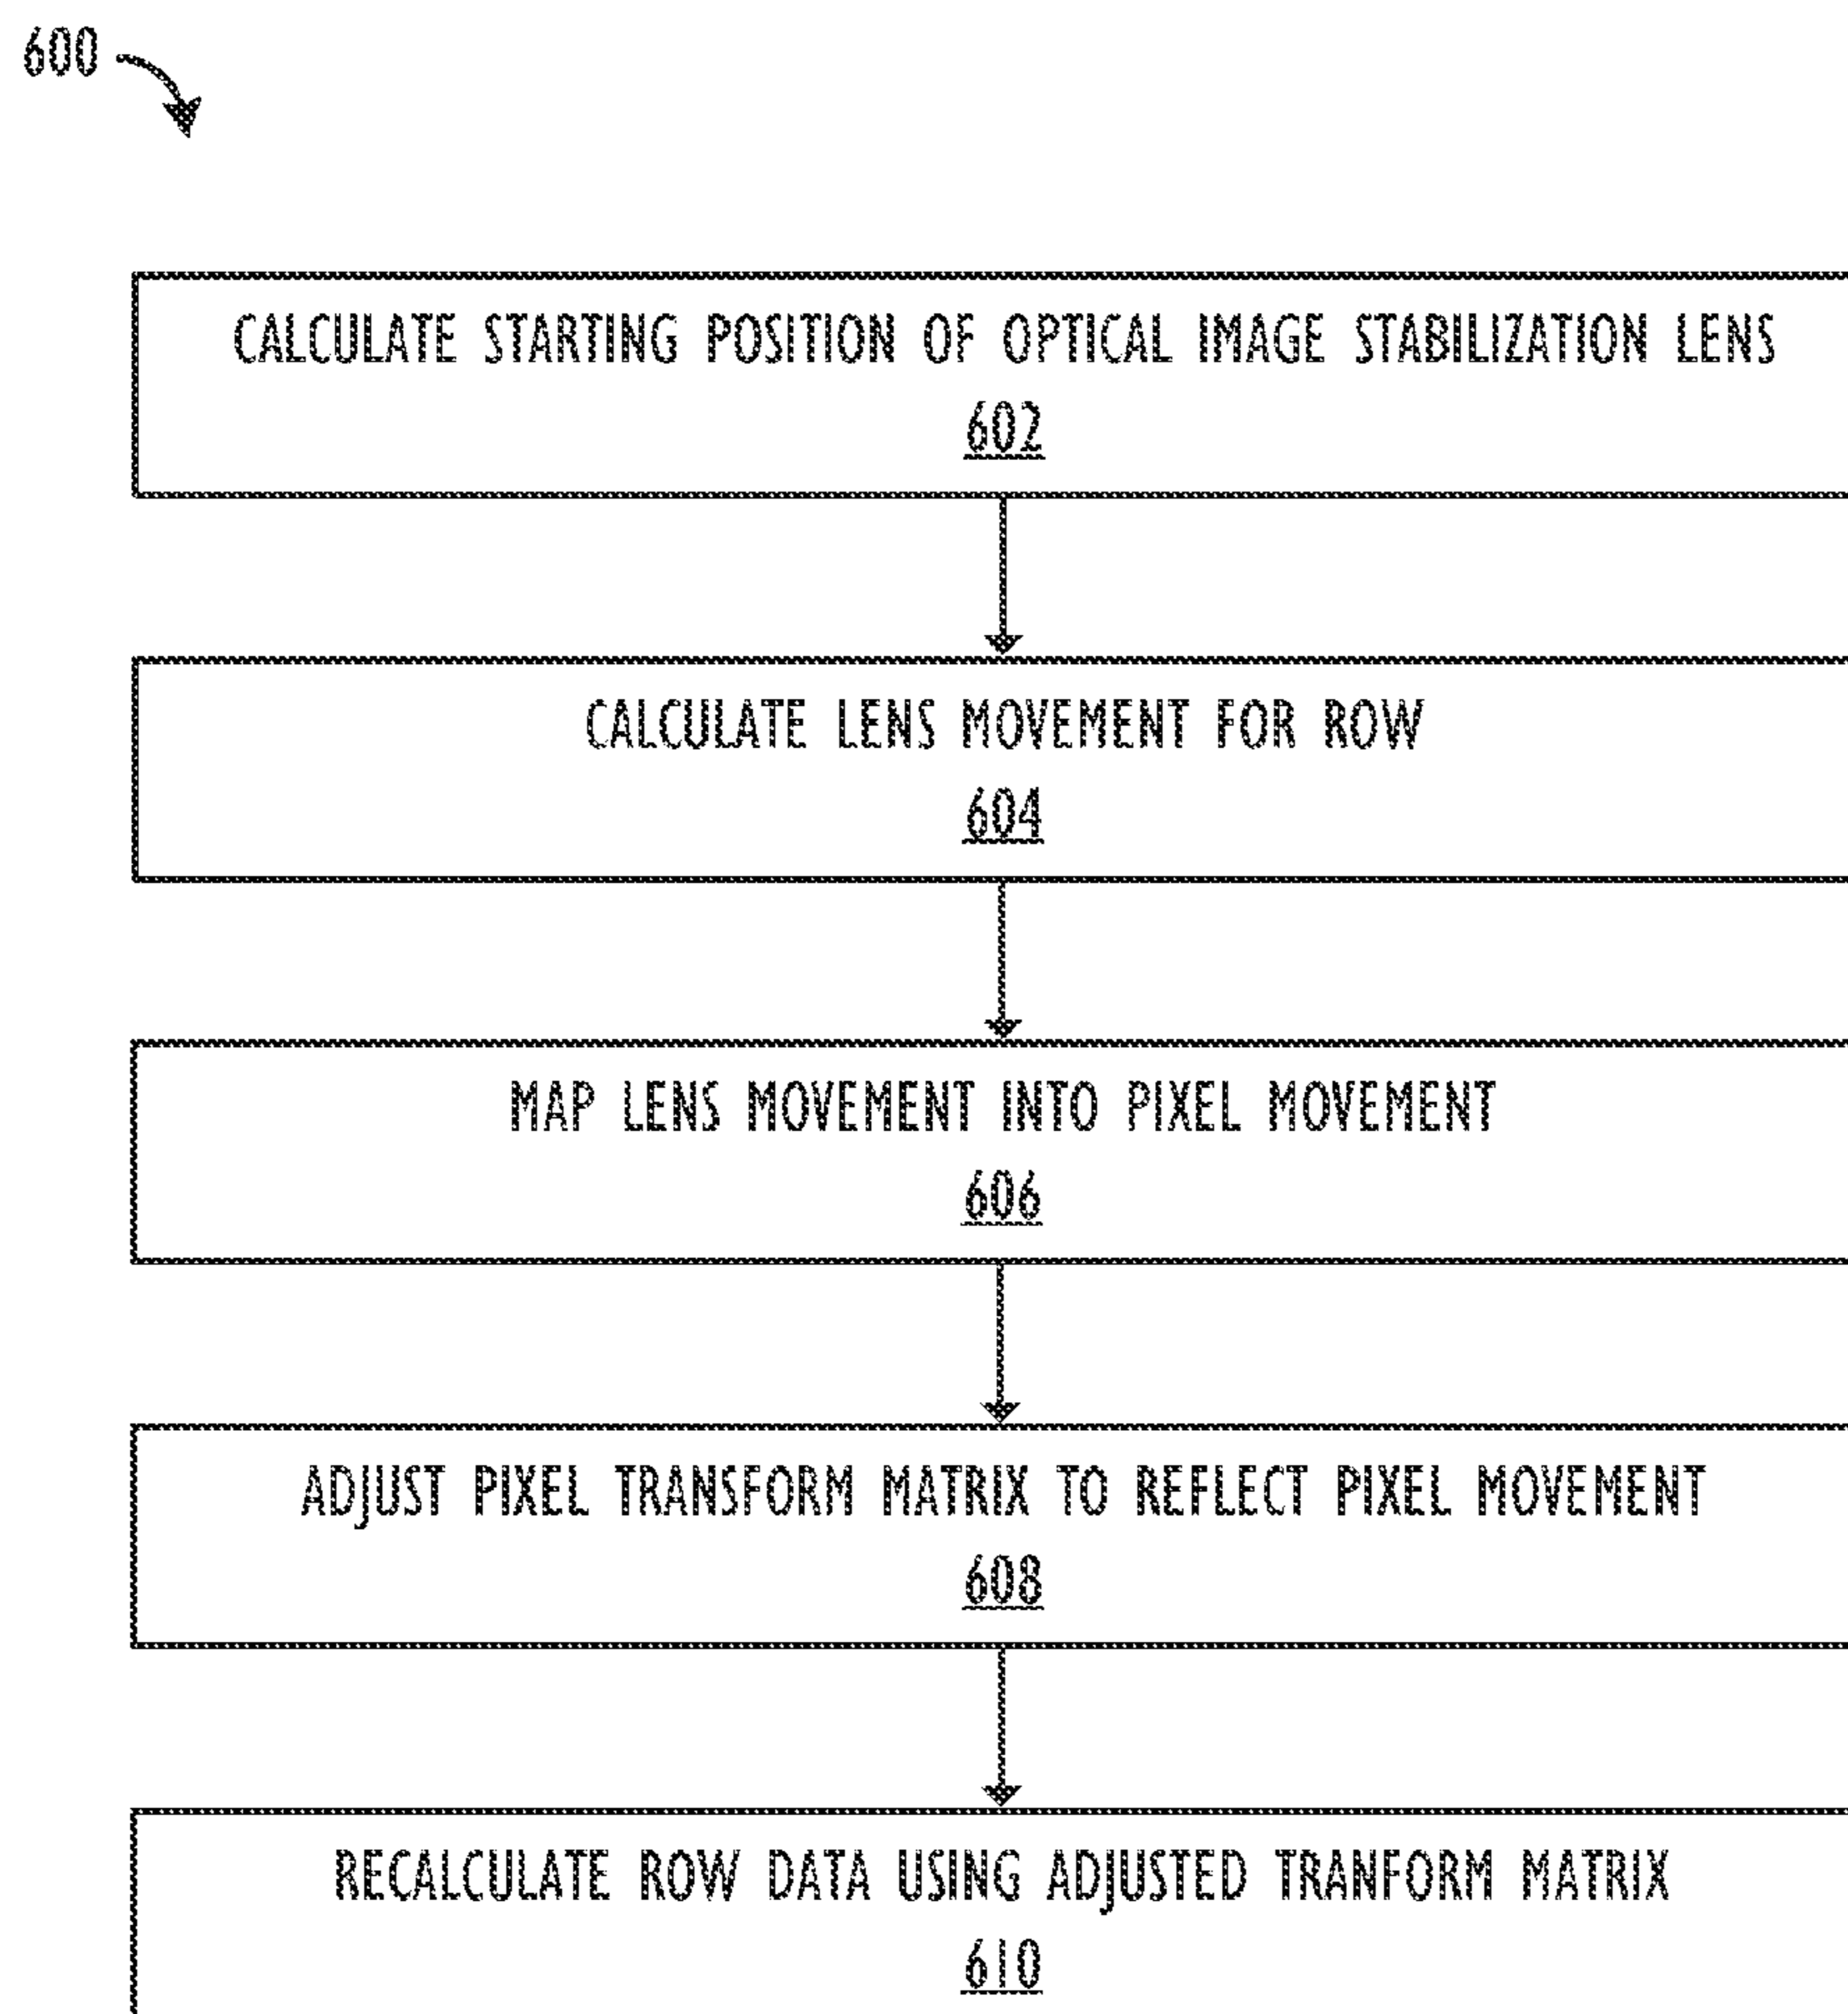 600
CALCULATE STARTING POSITION OF OPTICAL IMAGE STABILIZATION LENS
602
CALCULATE LENS MOVEMENT FOR ROW
604
MAP LENS MOVEMENT INTO PIXEL MOVEMENT
606
ADJUST PIXEL TRANSFORM MATRIX TO REFLECT PIXEL MOVEMENT
608
RECALCULATE ROW DATA USING ADJUSTED TRANFORM MATRIX
610